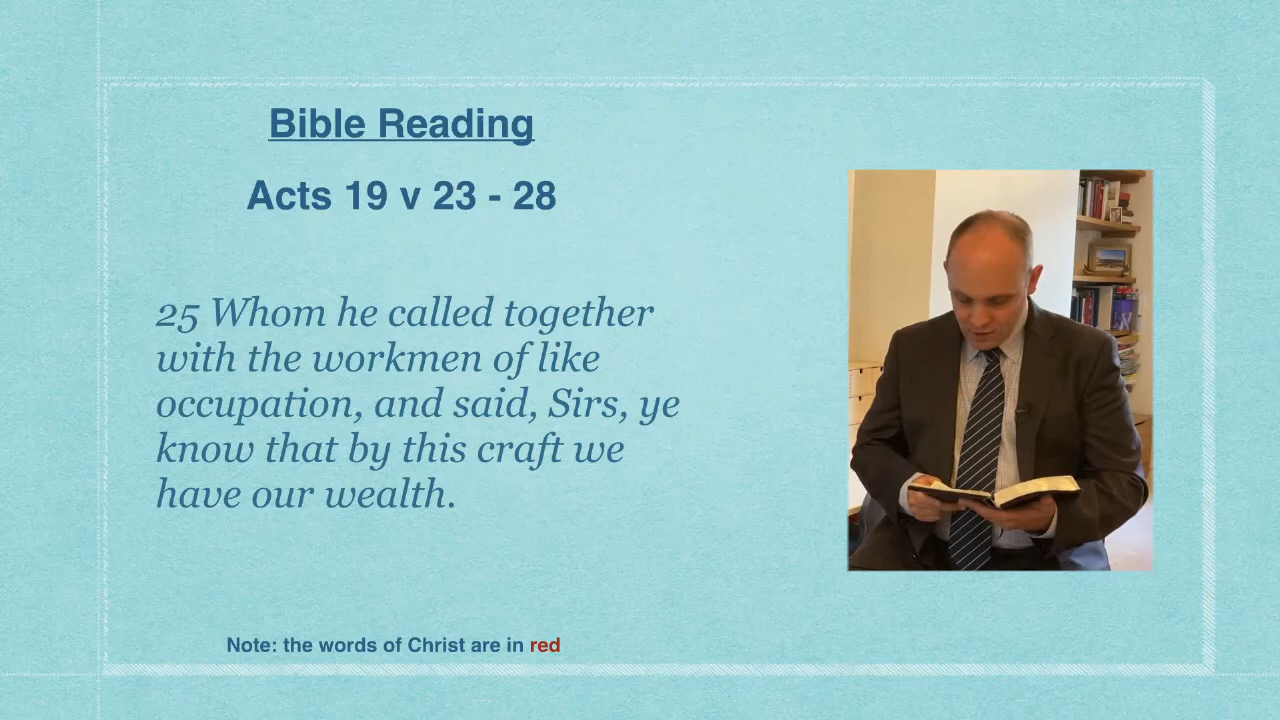 Bible Reading
Acts 19 v 23 - 28
25 Whom he called together
with the workmen of like
occupation, and said, Sirs, ye
know that by this craft we
have our wealth.
Note: the words of Christ are in red